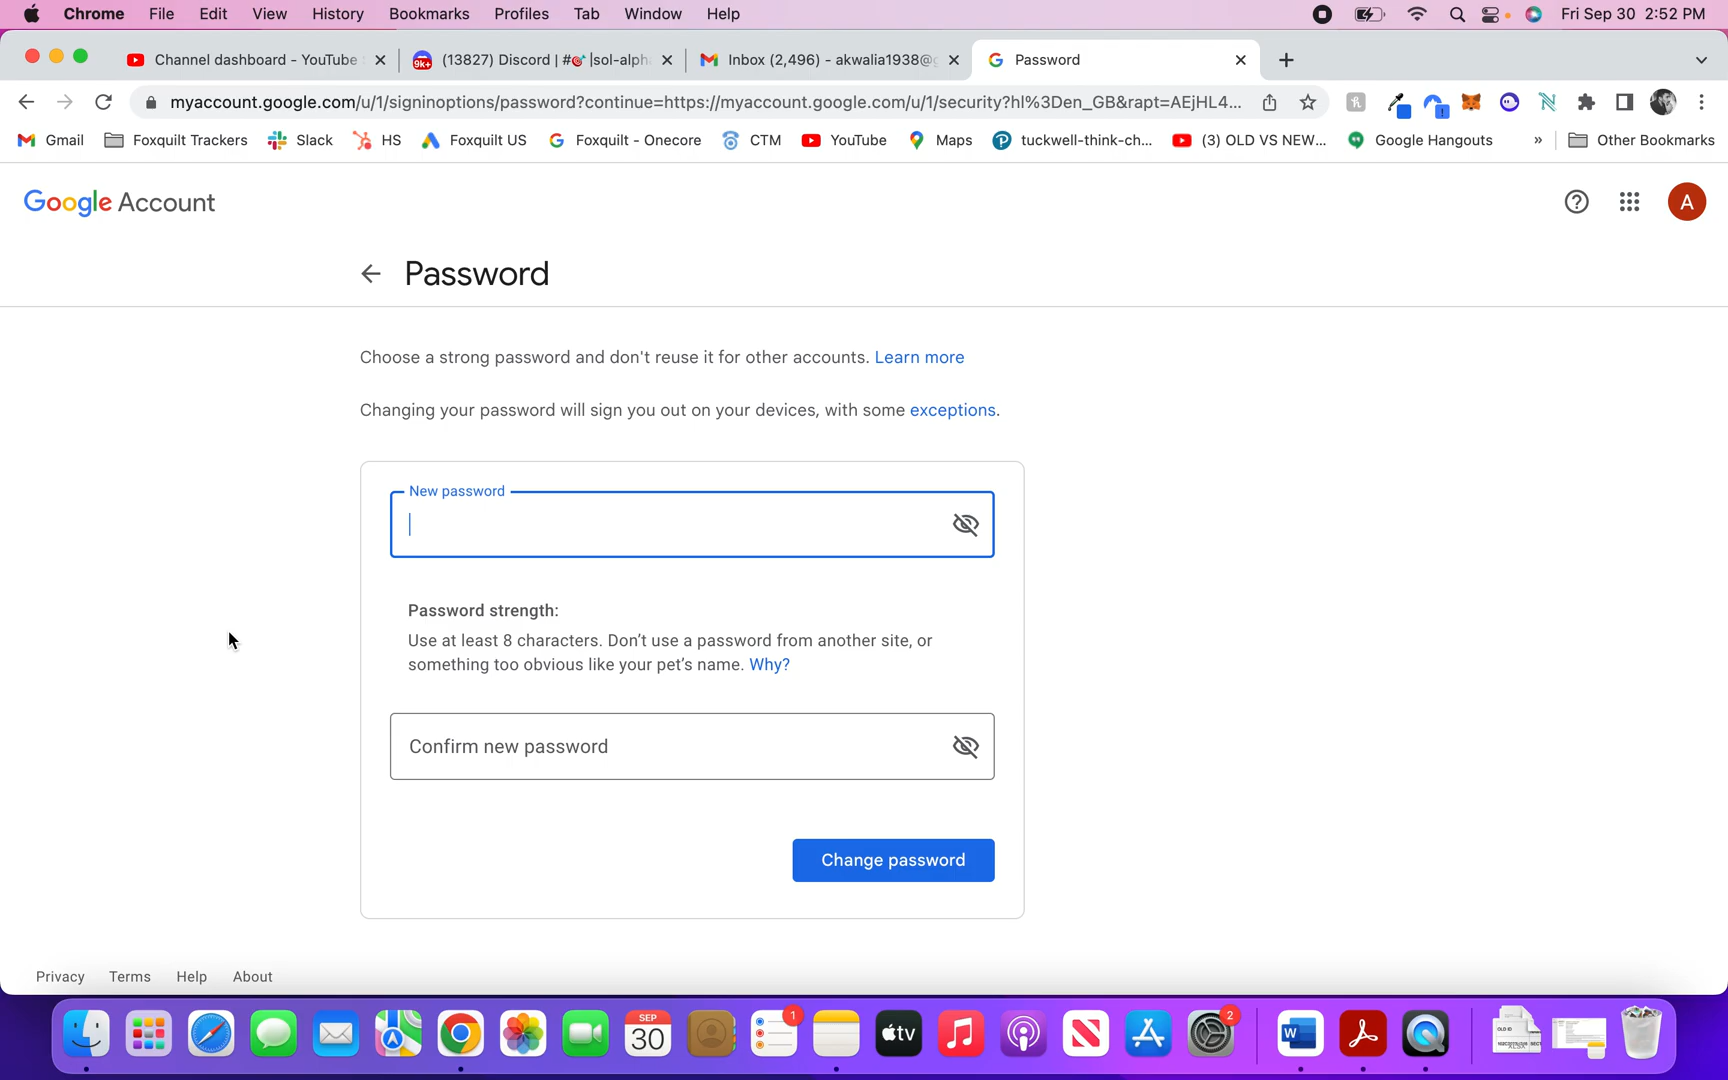 Chrome File Edit View History Bookmarks Profiles Tab Window Help Fri Sep 30 2:52 PM
Channel dashboard - YouTube (13827) Discord | #🎯|sol-alph Inbox (2,496) - akwalia1938@g Password
myaccount.google.com/u/1/signinoptions/password?continue=https://myaccount.google.com/u/1/security?hl%3Den_GB&rapt=AEjHL4...
Gmail Foxquilt Trackers Slack HS Foxquilt US Foxquilt - Onecore CTM YouTube Maps tuckwell-think-ch... (3) OLD VS NEW... Google Hangouts » Other Bookmarks
Google Account A
Password
Choose a strong password and don't reuse it for other accounts. Learn more
Changing your password will sign you out on your devices, with some exceptions.
New password
Password strength:
Use at least 8 characters. Don't use a password from another site, or
something too obvious like your pet's name. Why?
Confirm new password
Change password
Privacy Terms Help About
SEP
30
1
tv
2
W
OLD ID
XLSX